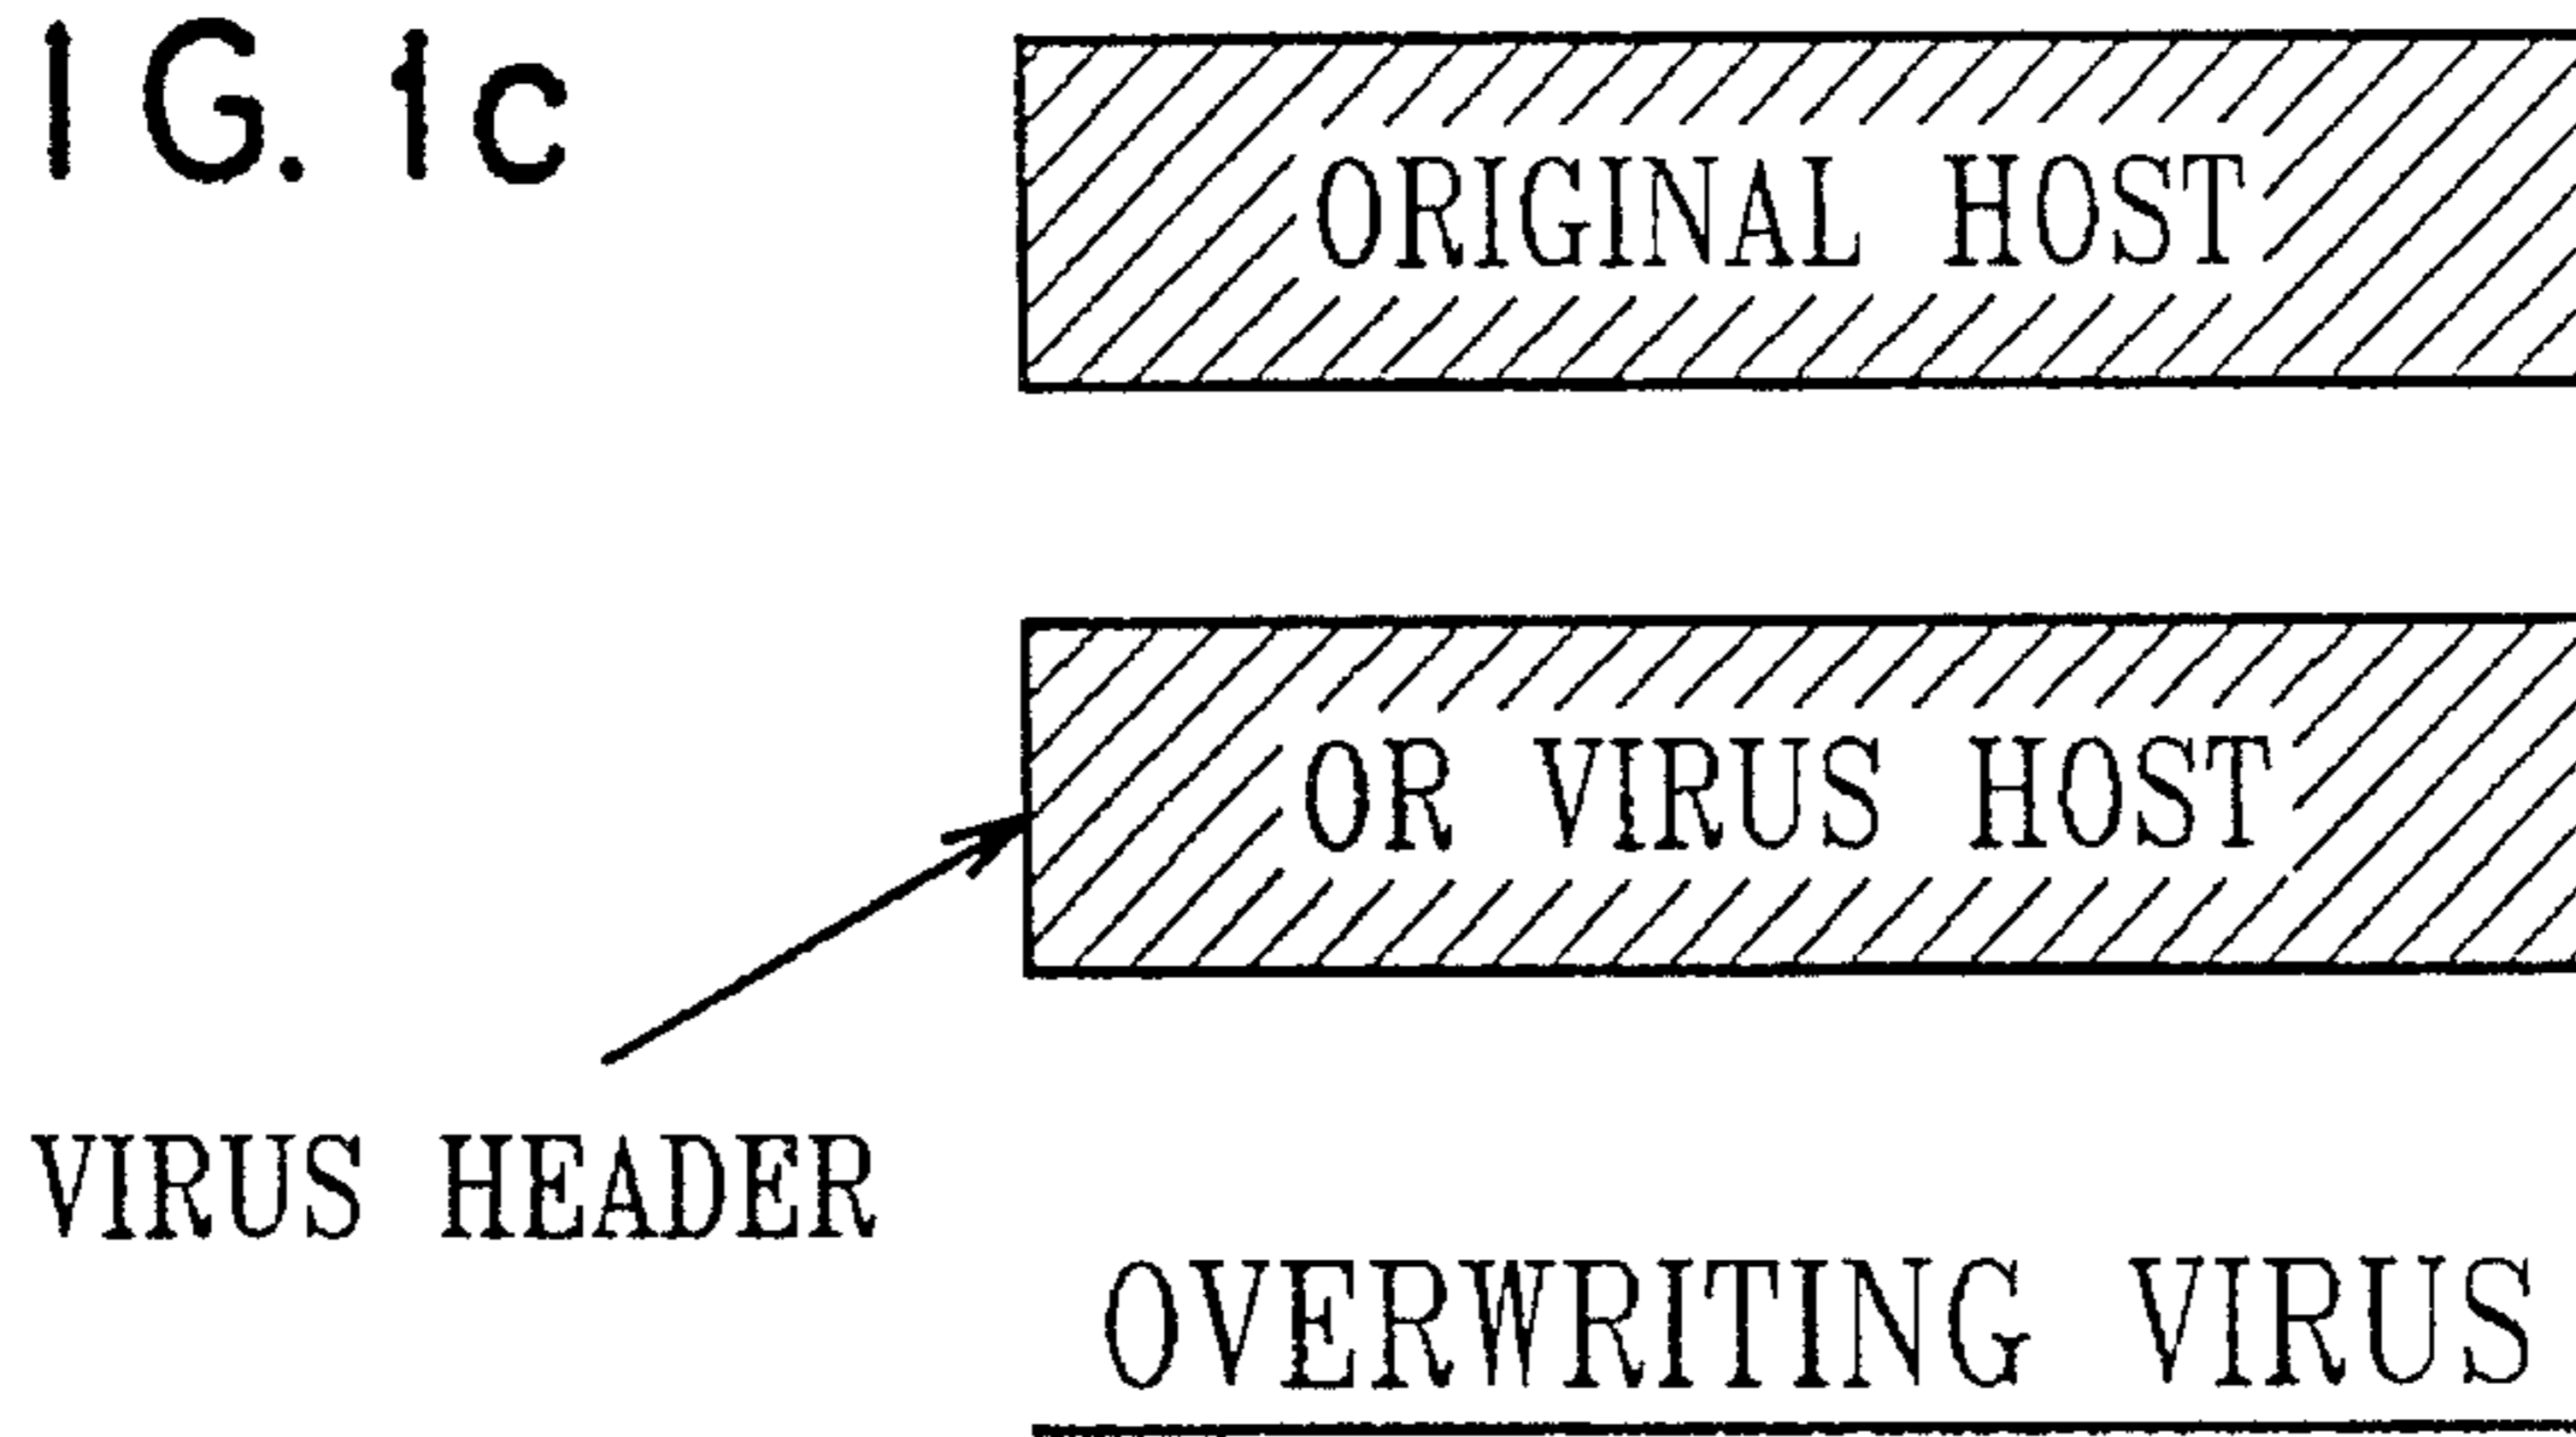 IG. 1c
ORIGINAL HOST
OR VIRUS HOST
VIRUS HEADER
OVERWRITING VIRUS